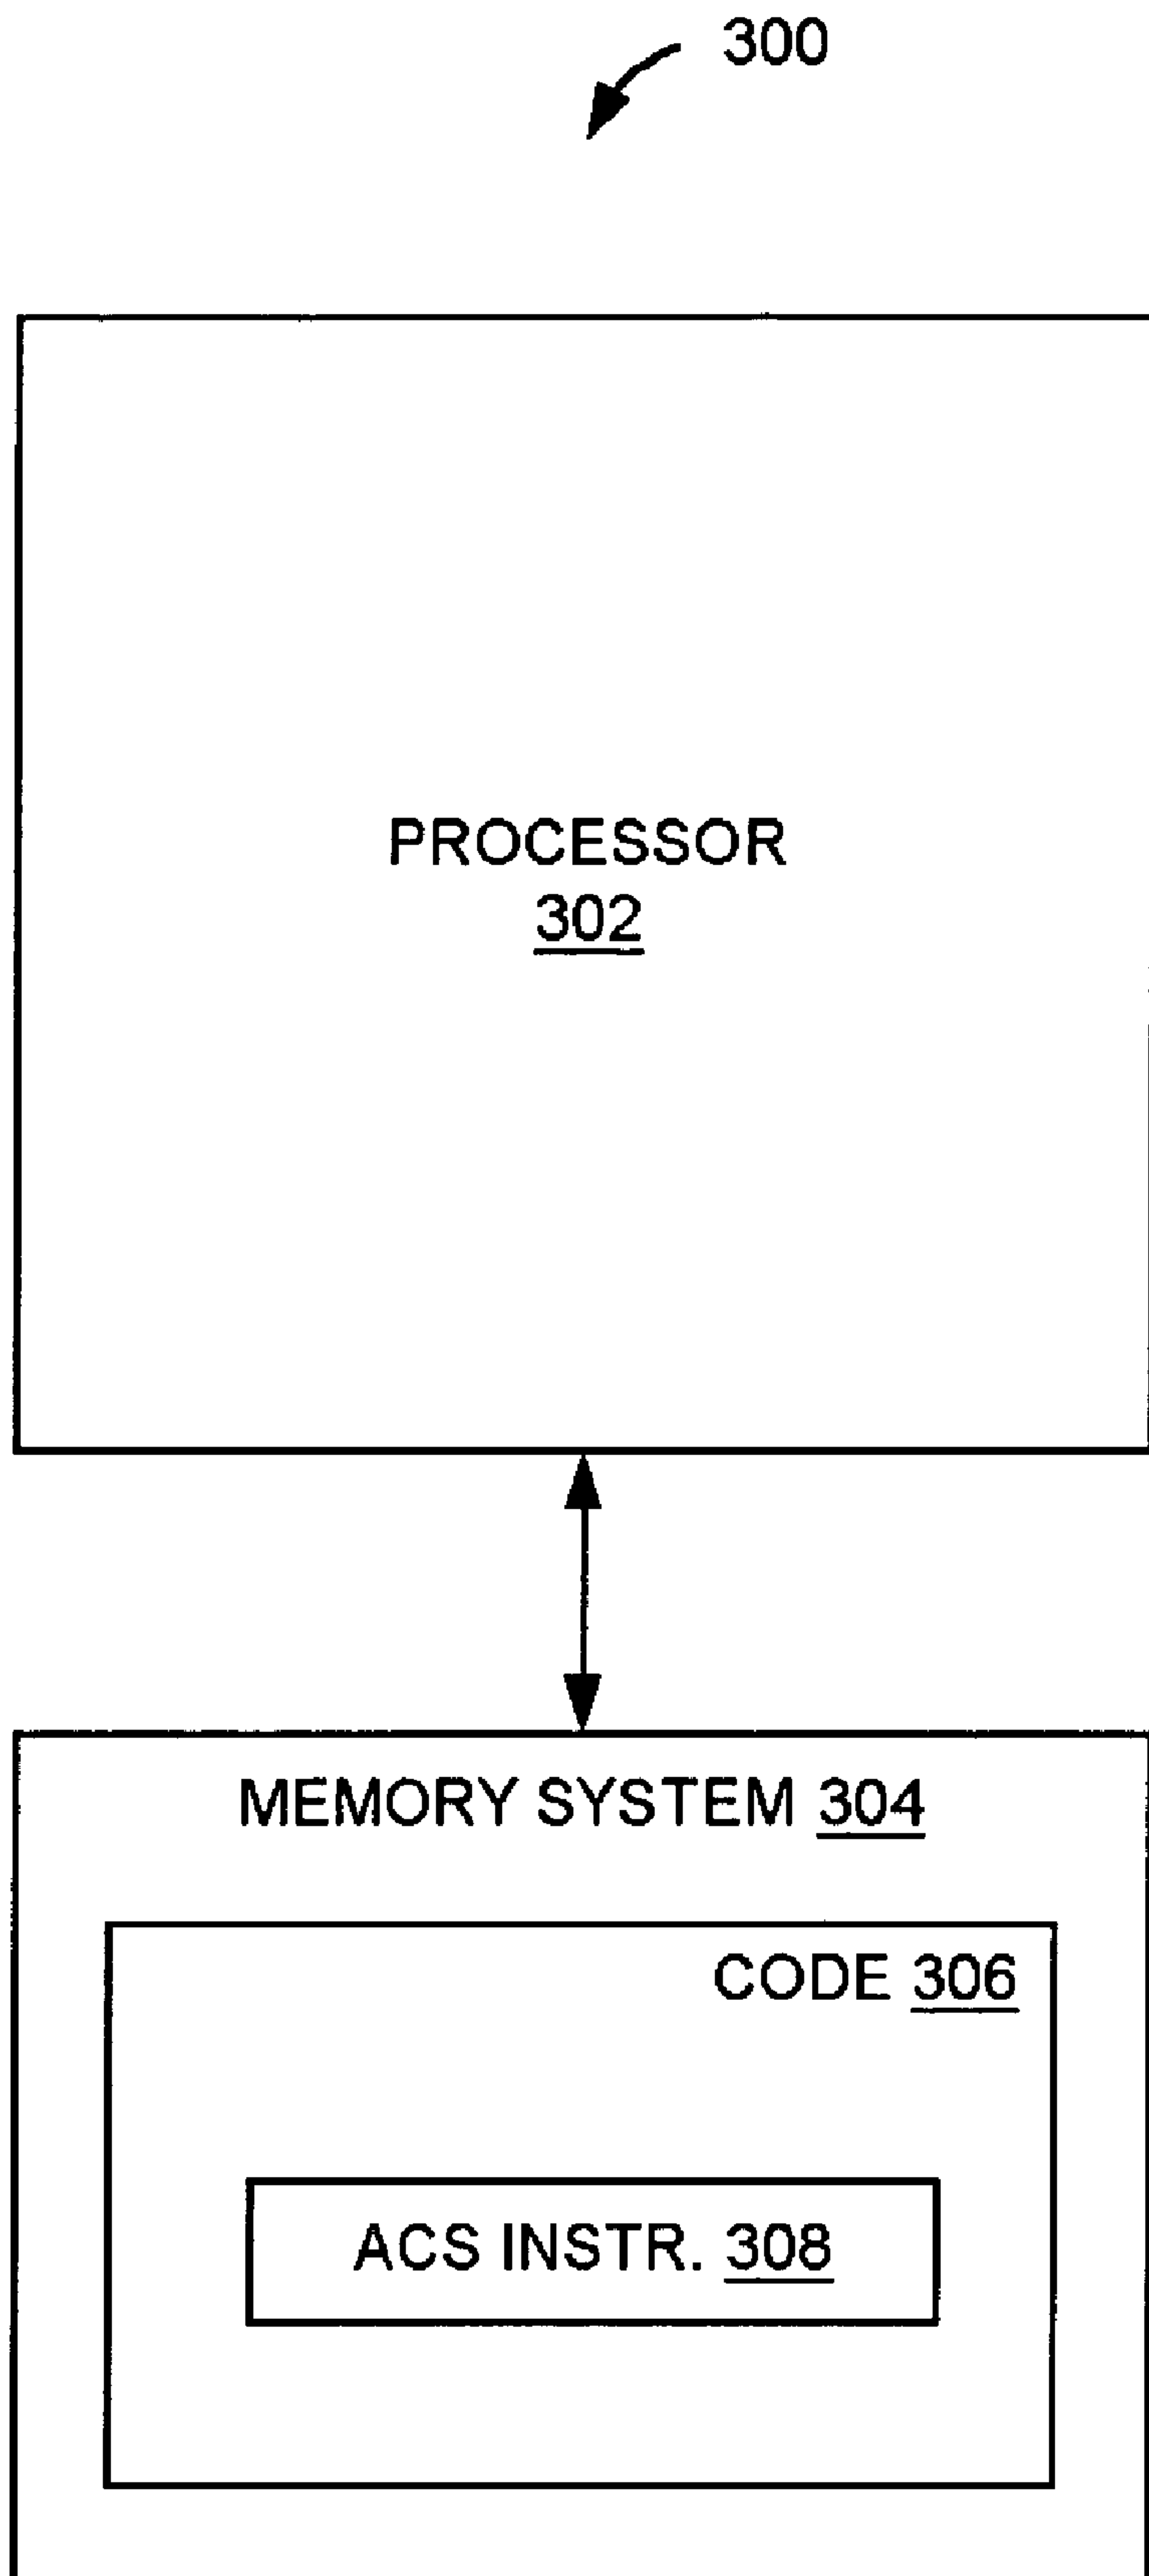 300
PROCESSOR
302
MEMORY SYSTEM 304
CODE 306
ACS INSTR. 308